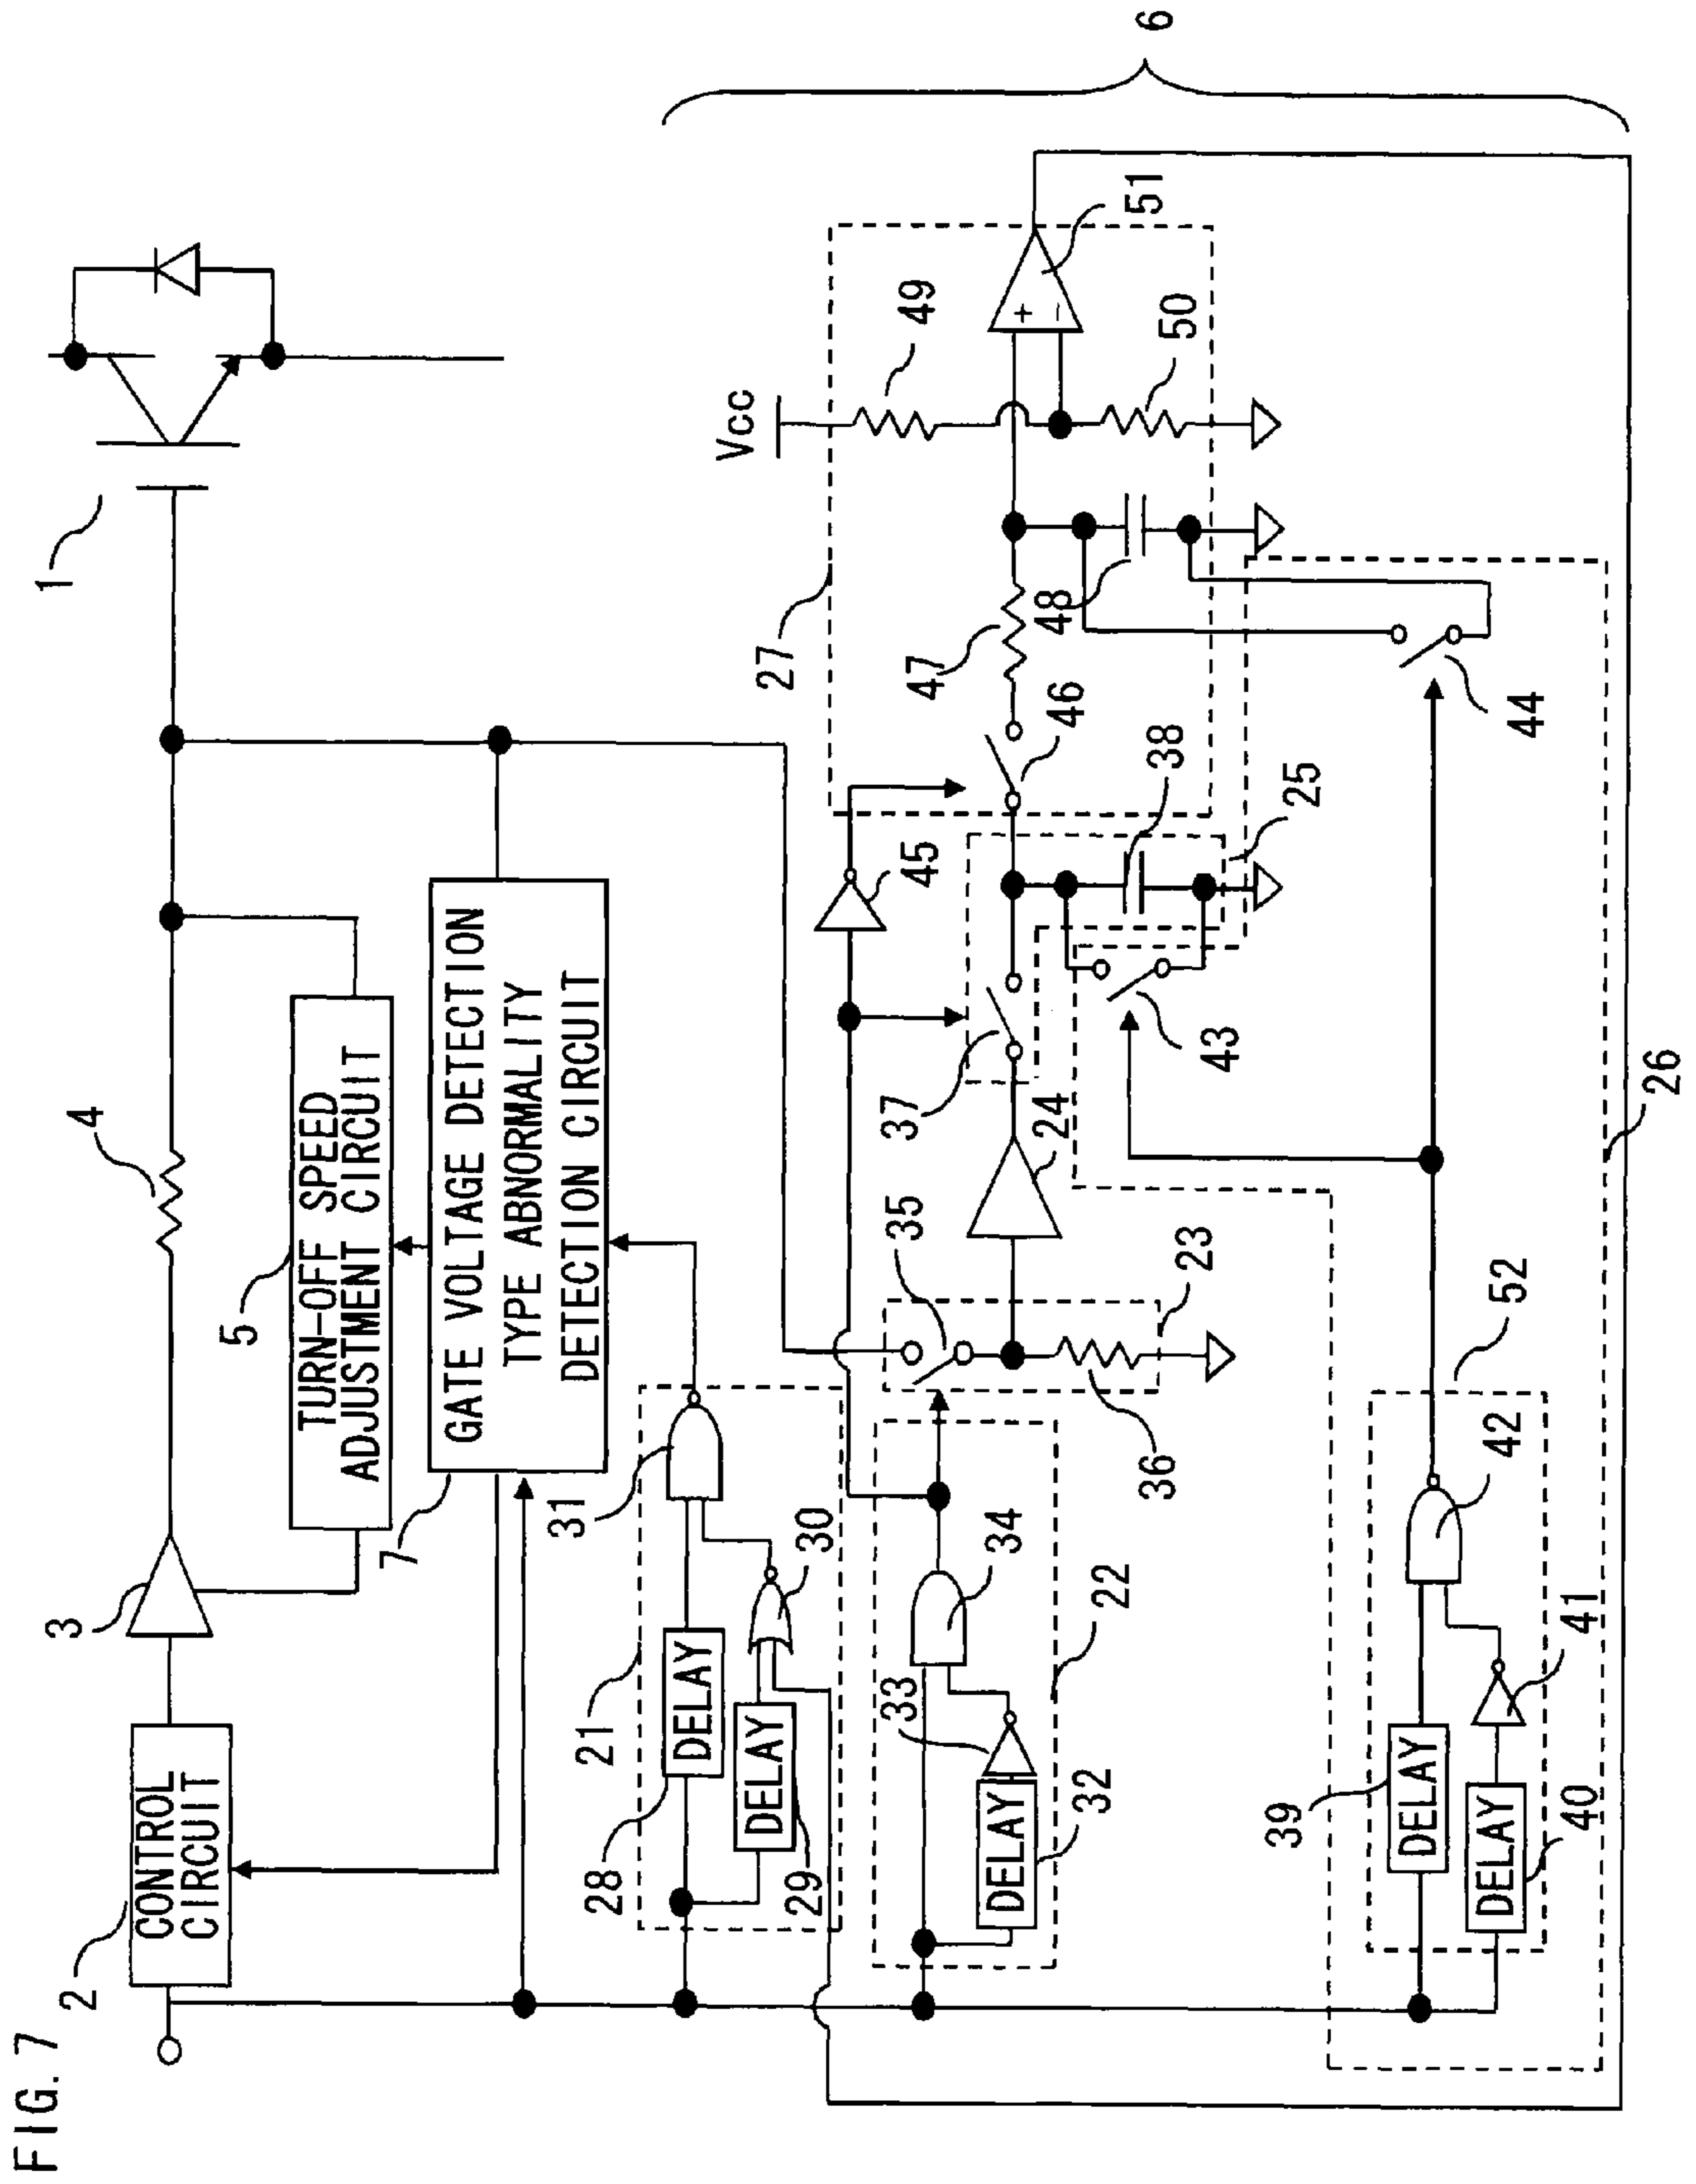 FIG. 7
1
2
CONTROL
CIRCUIT
3
4
5
TURN-OFF SPEED
ADJUSTMENT CIRCUIT
7
GATE VOLTAGE DETECTION
TYPE ABNORMALITY
DETECTION CIRCUIT
6
21
28
DELAY
DELAY
29
30
31
22
33
DELAY
32
34
35
23
36
24
37
45
38
25
43
27
46
47
48
Vcc
49
50
+
−
51
44
26
52
39
DELAY
DELAY
40
41
42